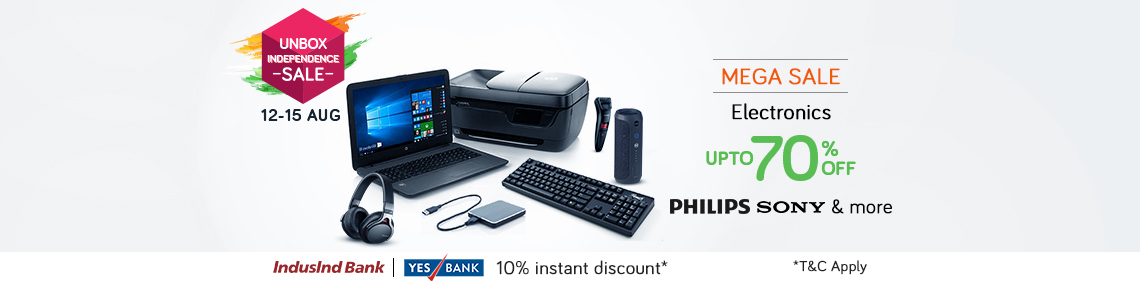 UNBOX
INDEPENDENCE
-SALE-
12-15 AUG
MEGA SALE
Electronics
UPTO 70% OFF
PHILIPS SONY & more
IndusInd Bank | YES BANK 10% instant discount*
*T&C Apply